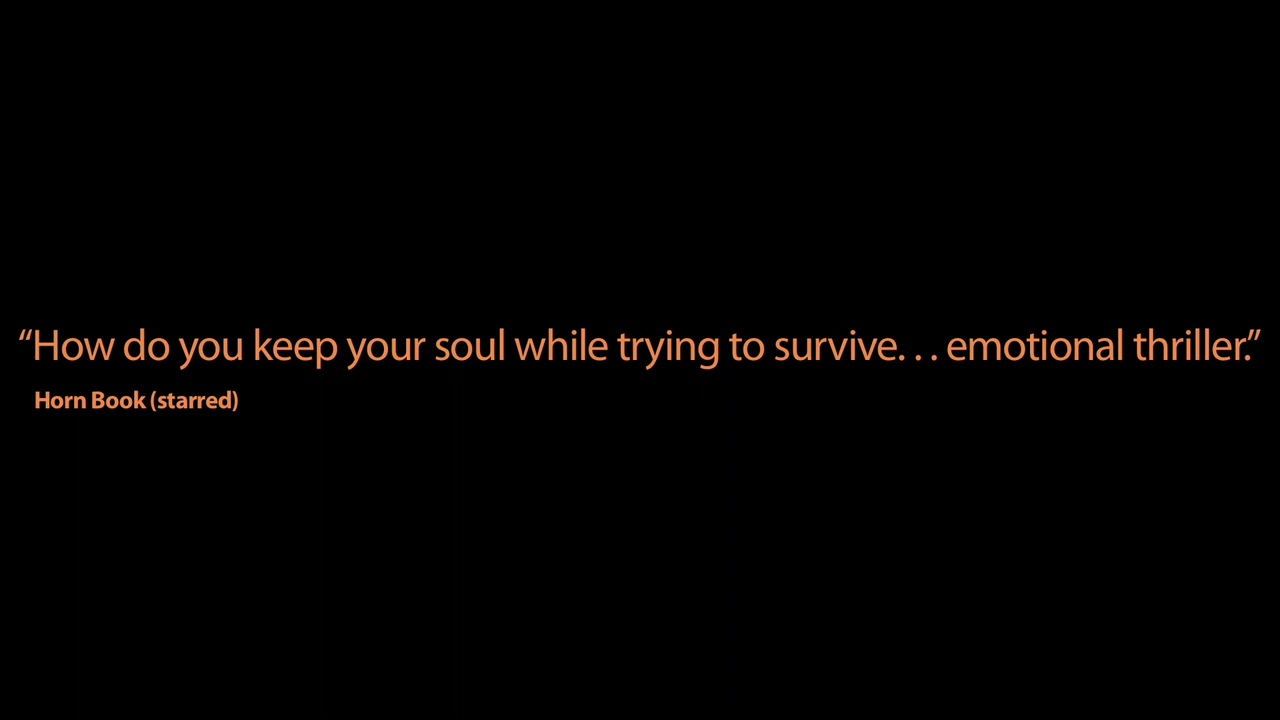 “How do you keep your soul while trying to survive. . . emotional thriller.”
Horn Book (starred)